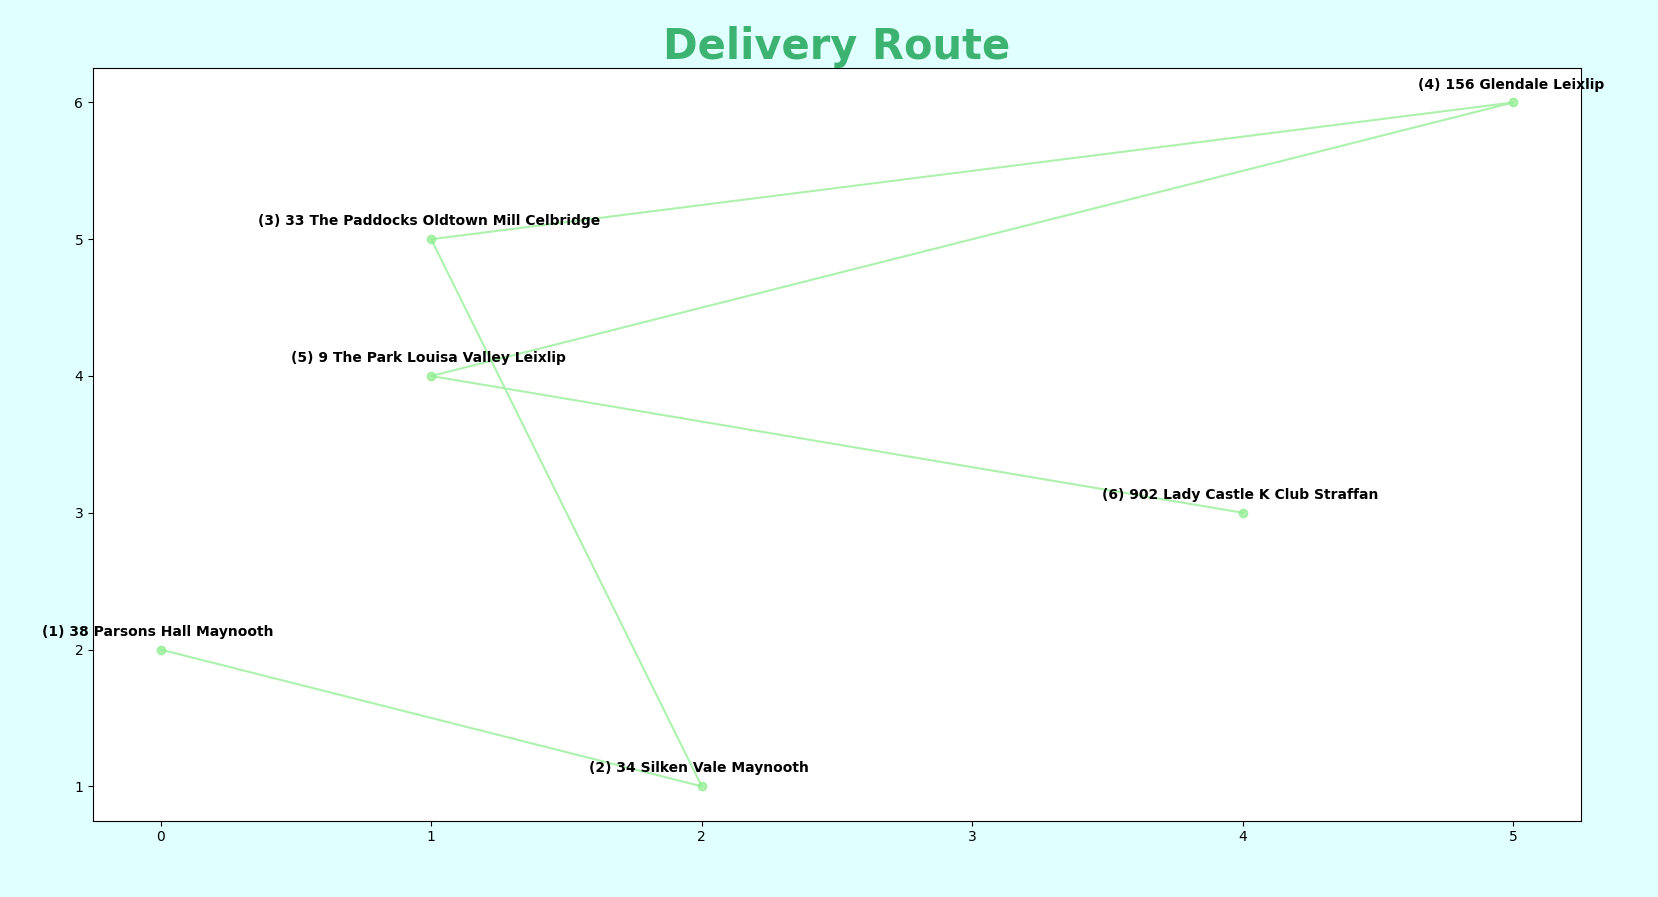 Delivery Route
(4) 156 Glendale Leixlip
6
(3) 33 The Paddocks Oldtown Mill Celbridge
5
(5) 9 The Park Louisa Valley Leixlip
4
(6) 902 Lady Castle K Club Straffan
3
(1) 38 Parsons Hall Maynooth
2
(2) 34 Silken Vale Maynooth
1
0 1 2 3 4 5